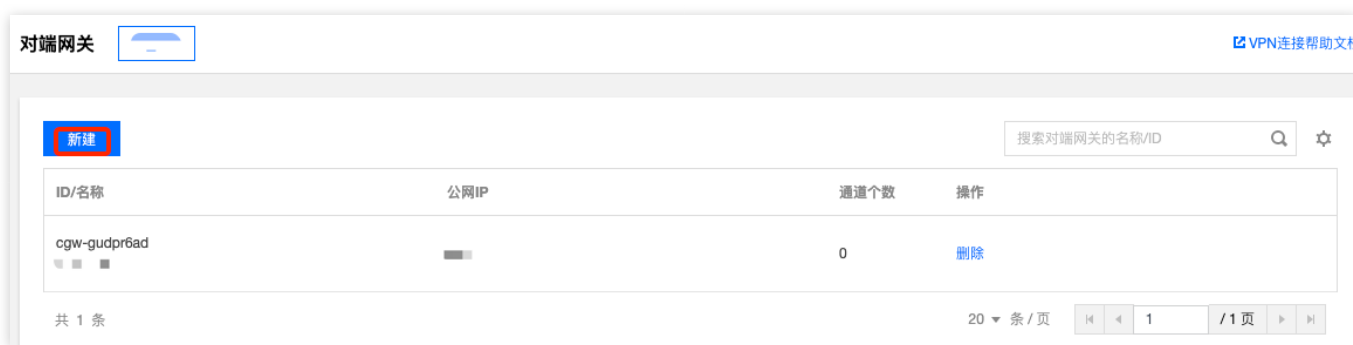 对端网关
VPN连接帮助文档
新建
搜索对端网关的名称/ID
ID/名称 公网IP 通道个数 操作
cgw-gudpr6ad 0 删除
共 1 条 20 条 / 页 1 / 1 页